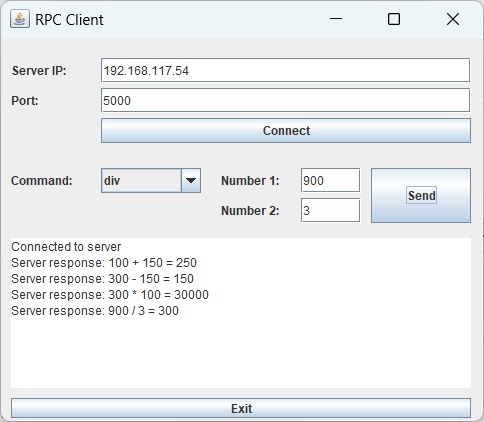 RPC Client
Server IP: 192.168.117.54
Port: 5000
Connect
Command: div Number 1: 900 Send
Number 2: 3
Connected to server
Server response: 100 + 150 = 250
Server response: 300 - 150 = 150
Server response: 300 * 100 = 30000
Server response: 900 / 3 = 300
Exit